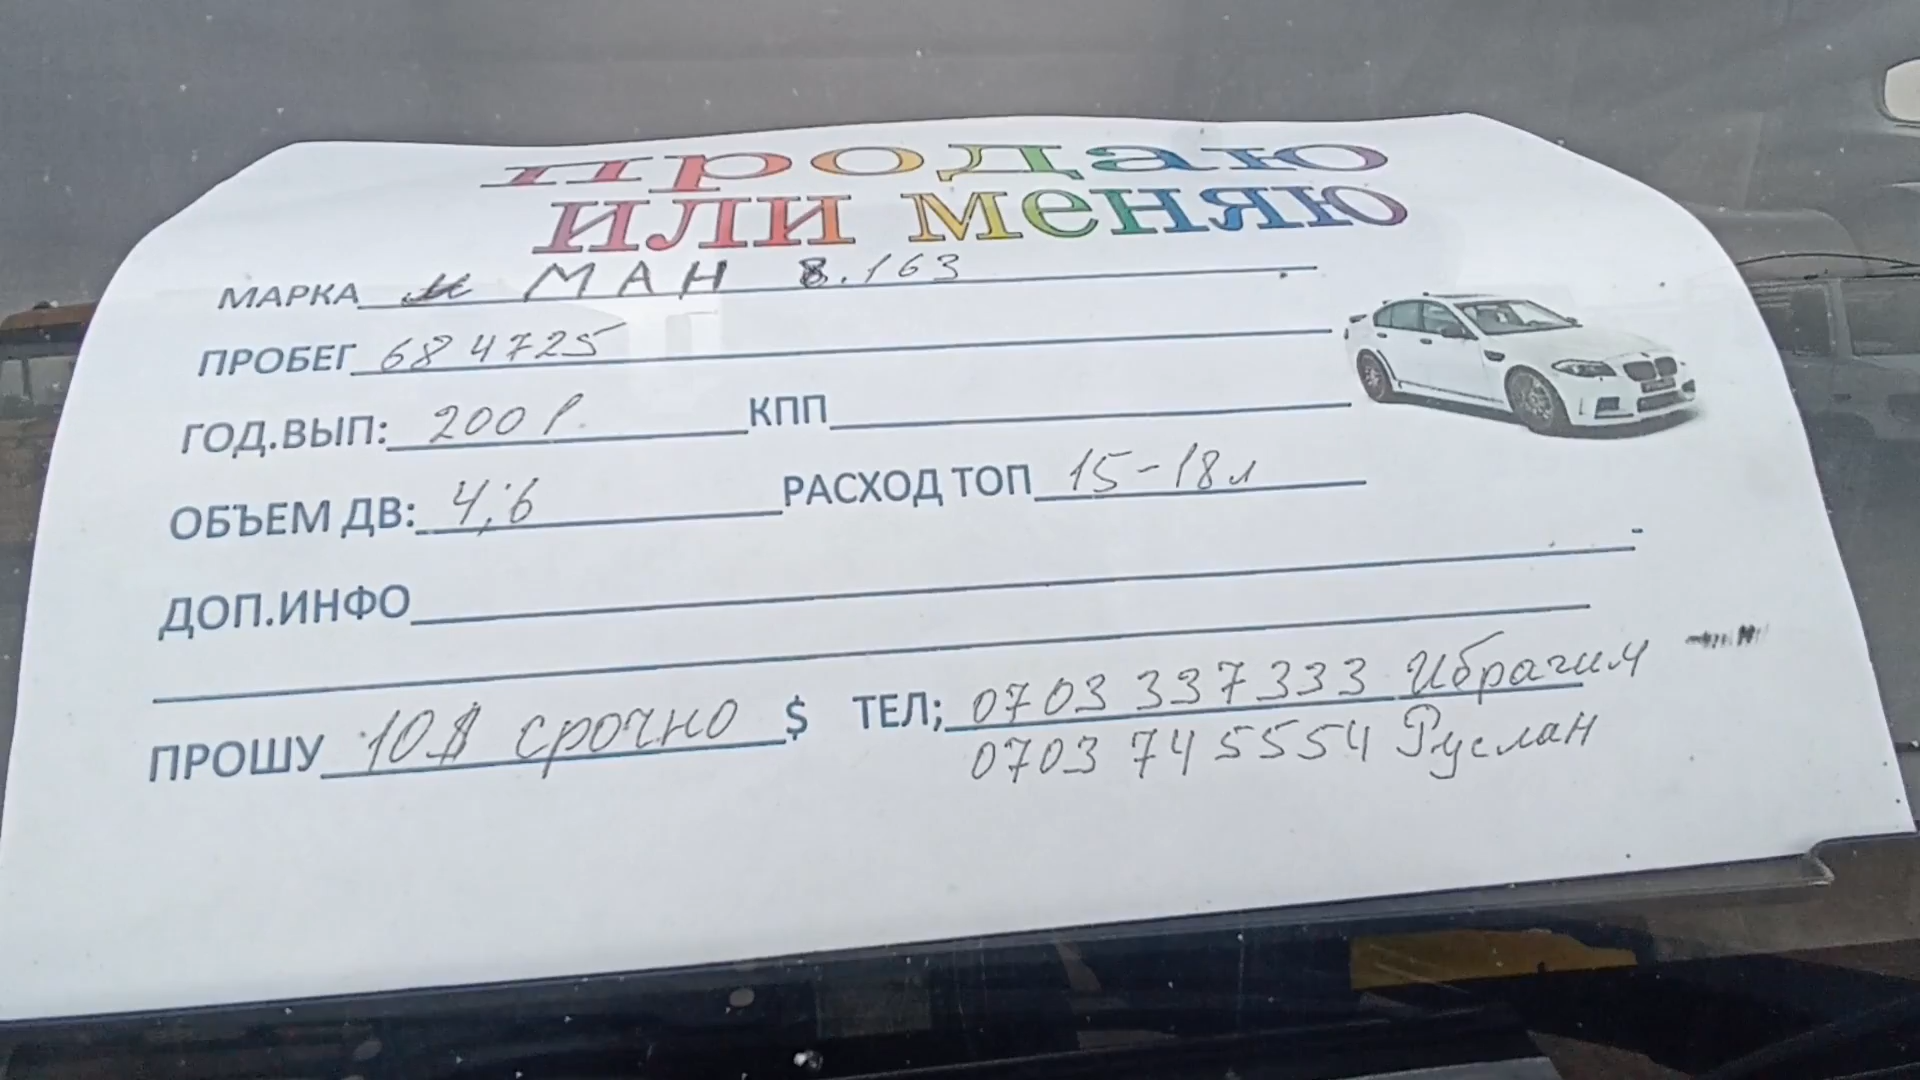 продаю
или меняю
МАРКА МАН 8.163
ПРОБЕГ 684725
ГОД.ВЫП: 2001. КПП
ОБЪЕМ ДВ: 4,6 РАСХОД ТОП 15-18л
ДОП.ИНФО
ПРОШУ 10$ срочно $ ТЕЛ; 0703 337333 Ибрагим
0703 745554 Руслан